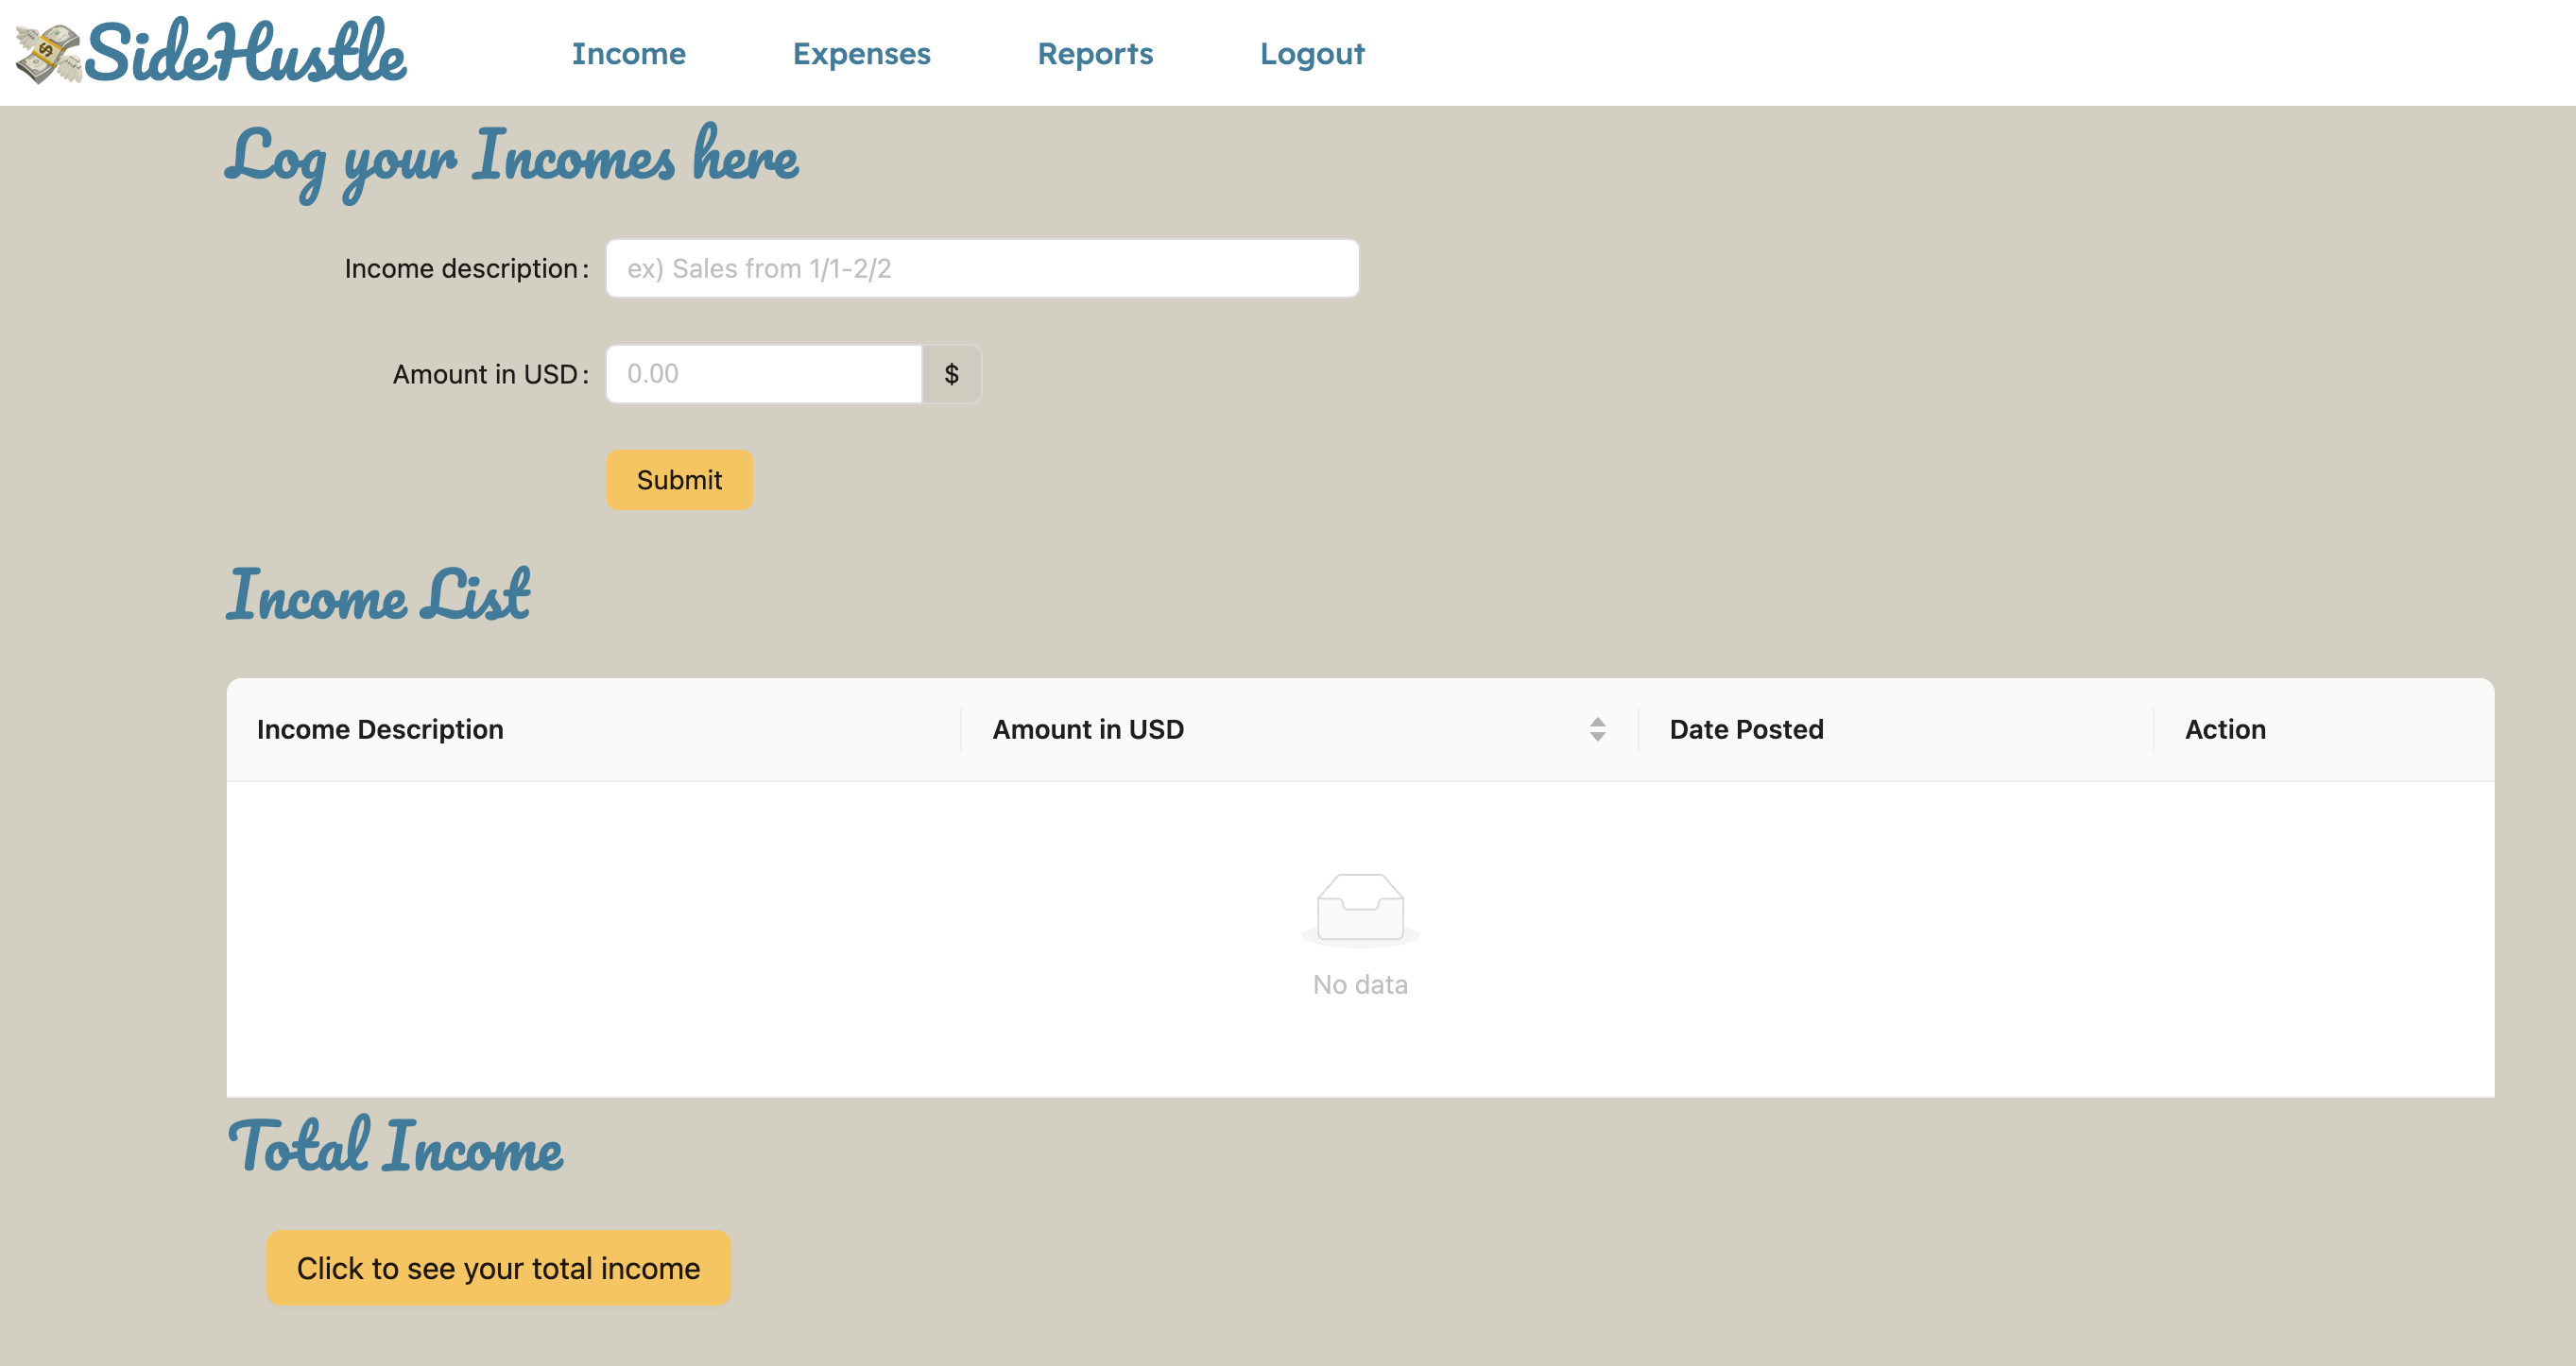 SideHustle Income Expenses Reports Logout
Log your Incomes here
Income description: ex) Sales from 1/1-2/2
Amount in USD: 0.00 $
Submit
Income List
Income Description Amount in USD Date Posted Action
No data
Total Income
Click to see your total income